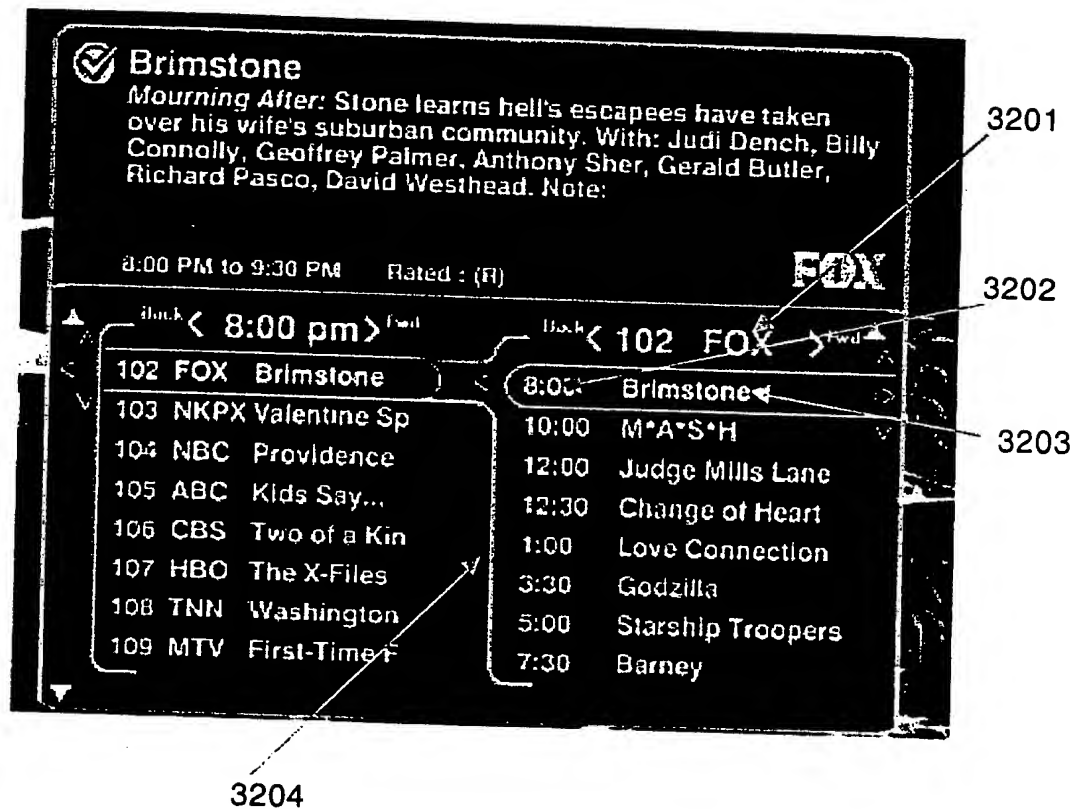 Brimstone
Mourning After: Stone learns hell's escapees have taken
over his wife's suburban community. With: Judi Dench, Billy
Connolly, Geoffrey Palmer, Anthony Sher, Gerald Butler,
Richard Pasco, David Westhead. Note:
8:00 PM to 9:30 PM Rated : (R)
FOX
Back < 8:00 pm > Fwd
Back < 102 FOX > Fwd
102 FOX Brimstone
103 NKPX Valentine Sp
104 NBC Providence
105 ABC Kids Say...
106 CBS Two of a Kin
107 HBO The X-Files
108 TNN Washington
109 MTV First-Time F
8:00 Brimstone
10:00 M*A*S*H
12:00 Judge Mills Lane
12:30 Change of Heart
1:00 Love Connection
3:30 Godzilla
5:00 Starship Troopers
7:30 Barney
3201
3202
3203
3204